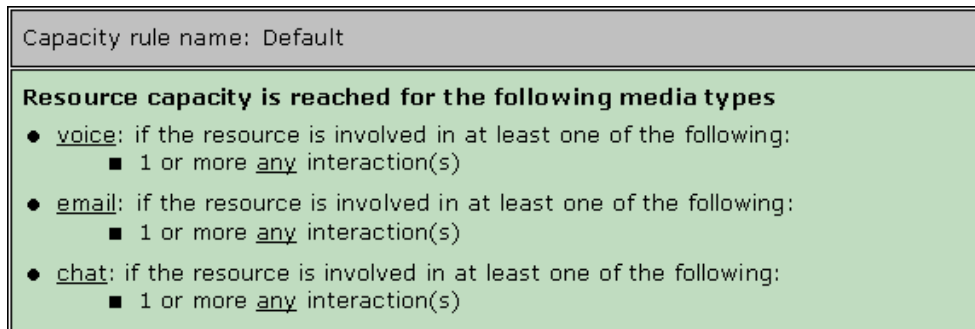 Capacity rule name: Default
Resource capacity is reached for the following media types
● voice: if the resource is involved in at least one of the following:
■ 1 or more any interaction(s)
● email: if the resource is involved in at least one of the following:
■ 1 or more any interaction(s)
● chat: if the resource is involved in at least one of the following:
■ 1 or more any interaction(s)